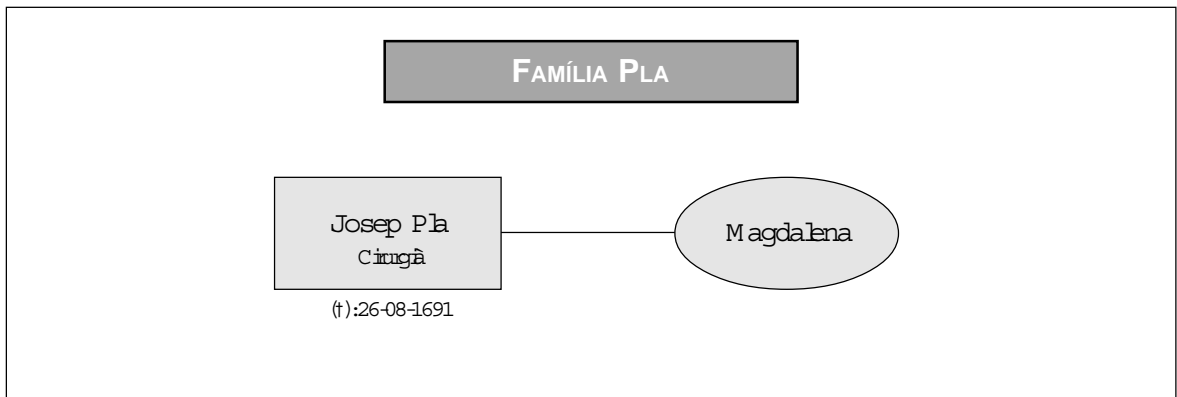 FAMÍLIA PLA
Josep Pla
Cirurgià
Magdalena
(†):26-08-1691